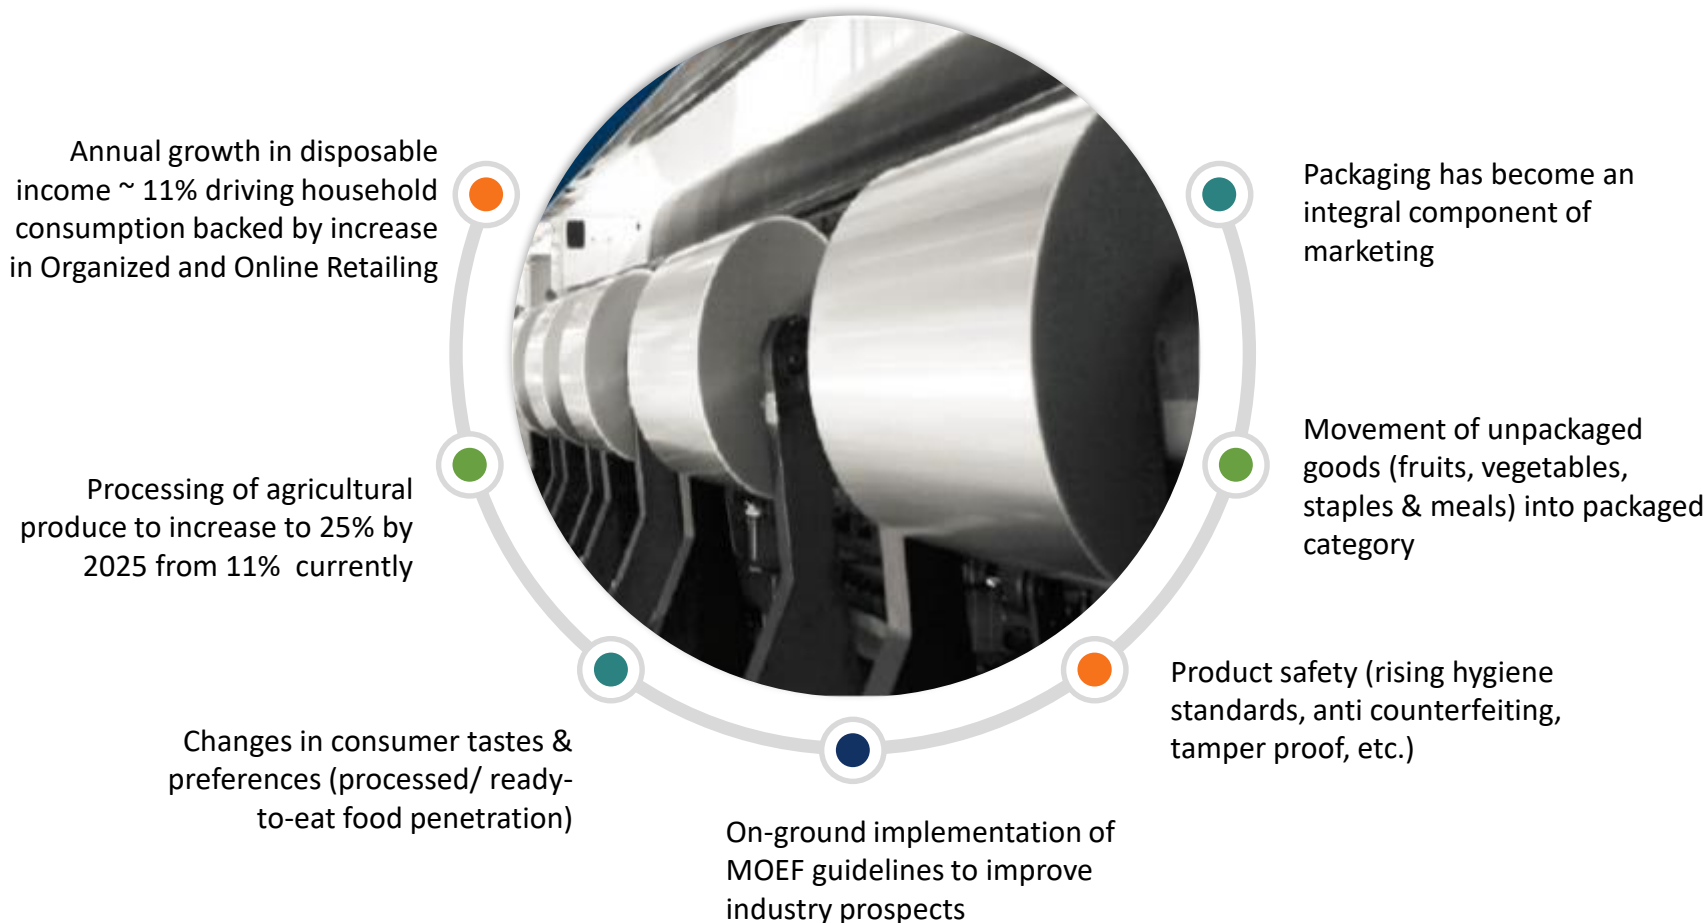 Annual growth in disposable
income ~ 11% driving household
consumption backed by increase
in Organized and Online Retailing
Processing of agricultural
produce to increase to 25% by
2025 from 11%  currently
Changes in consumer tastes &
preferences (processed/ ready-
to-eat food penetration)
On-ground implementation of
MOEF guidelines to improve
industry prospects
Product safety (rising hygiene
standards, anti counterfeiting,
tamper proof, etc.)
Movement of unpackaged
goods (fruits, vegetables,
staples & meals) into packaged
category
Packaging has become an
integral component of
marketing